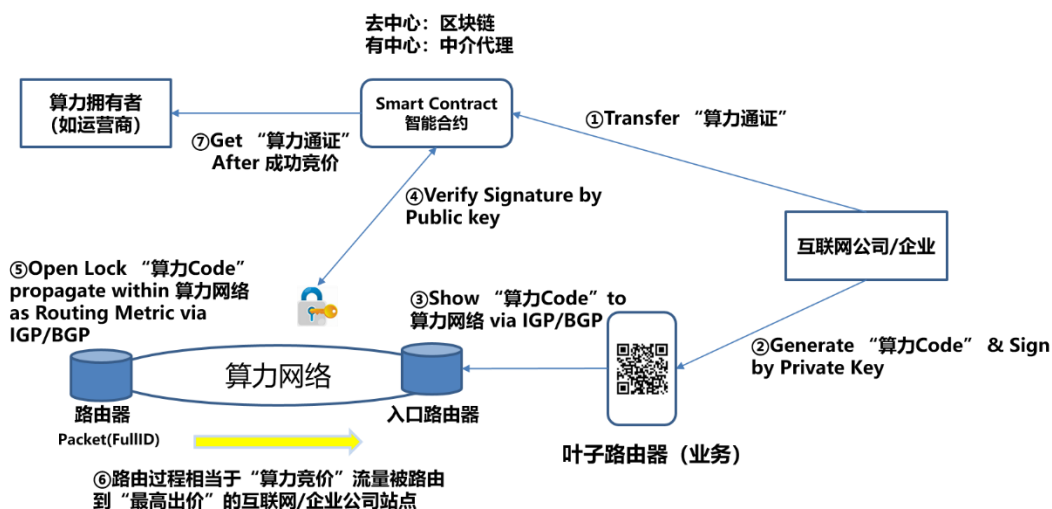 去中心：区块链
有中心：中介代理
算力拥有者
（如运营商）
Smart Contract
智能合约
①Transfer “算力通证”
⑦Get “算力通证”
After 成功竞价
④Verify Signature by
Public key
互联网公司/企业
⑤Open Lock “算力Code”
propagate within 算力网络
as Routing Metric via
IGP/BGP
③Show “算力Code”to
算力网络 via IGP/BGP
②Generate “算力Code” & Sign
by Private Key
算力网络
路由器
入口路由器
Packet(FullID)
叶子路由器（业务）
⑥路由过程相当于“算力竞价”流量被路由
到“最高出价”的互联网/企业公司站点